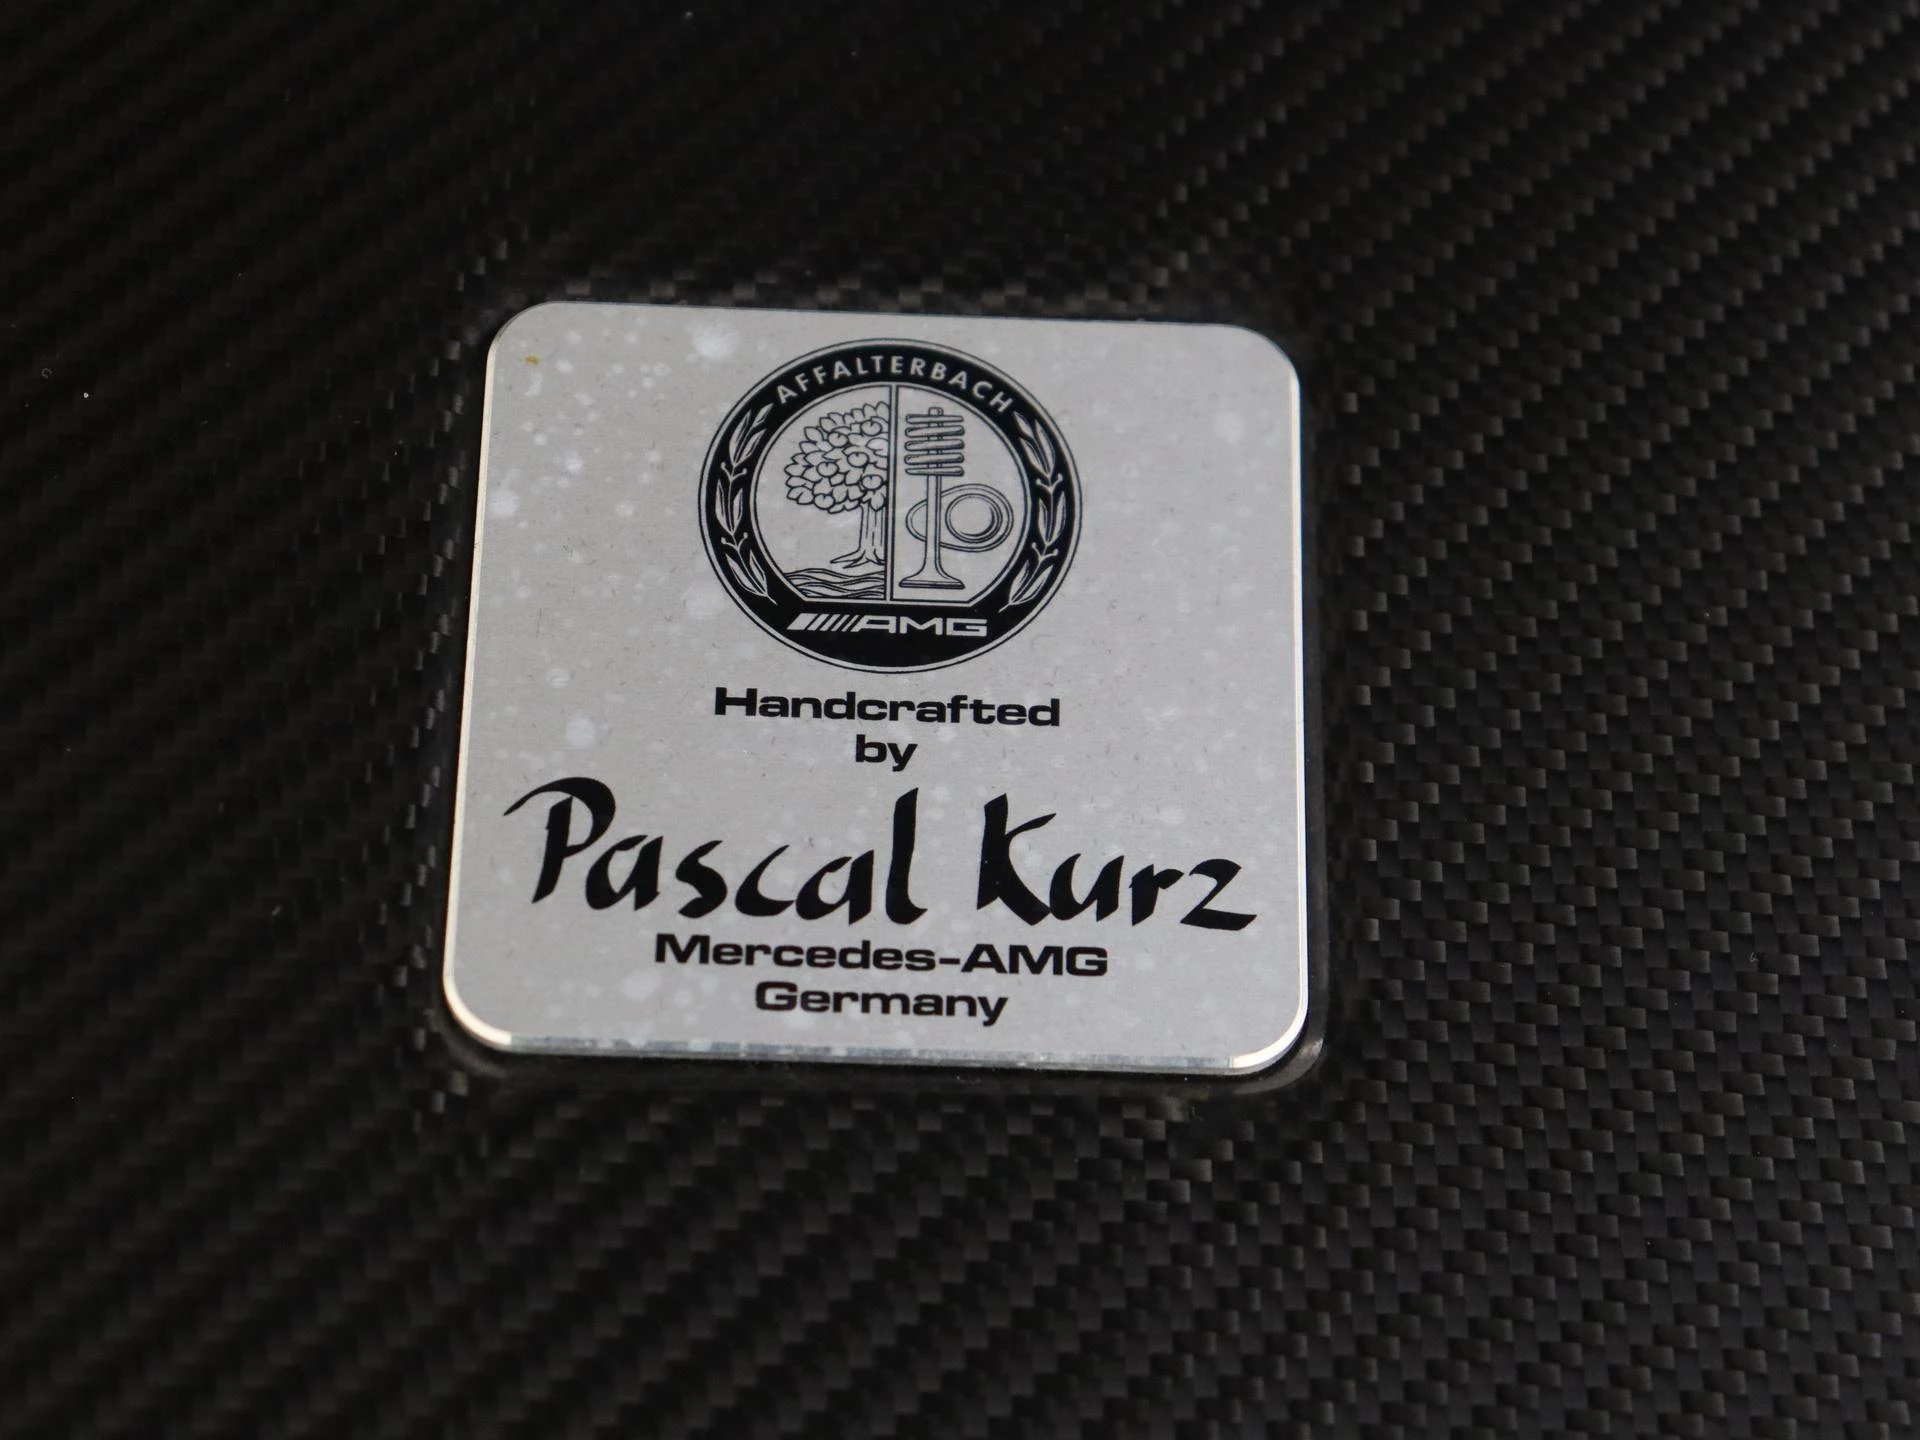 AFFALTERBACH
AMG
Handcrafted
by
Pascal Kurz
Mercedes-AMG
Germany